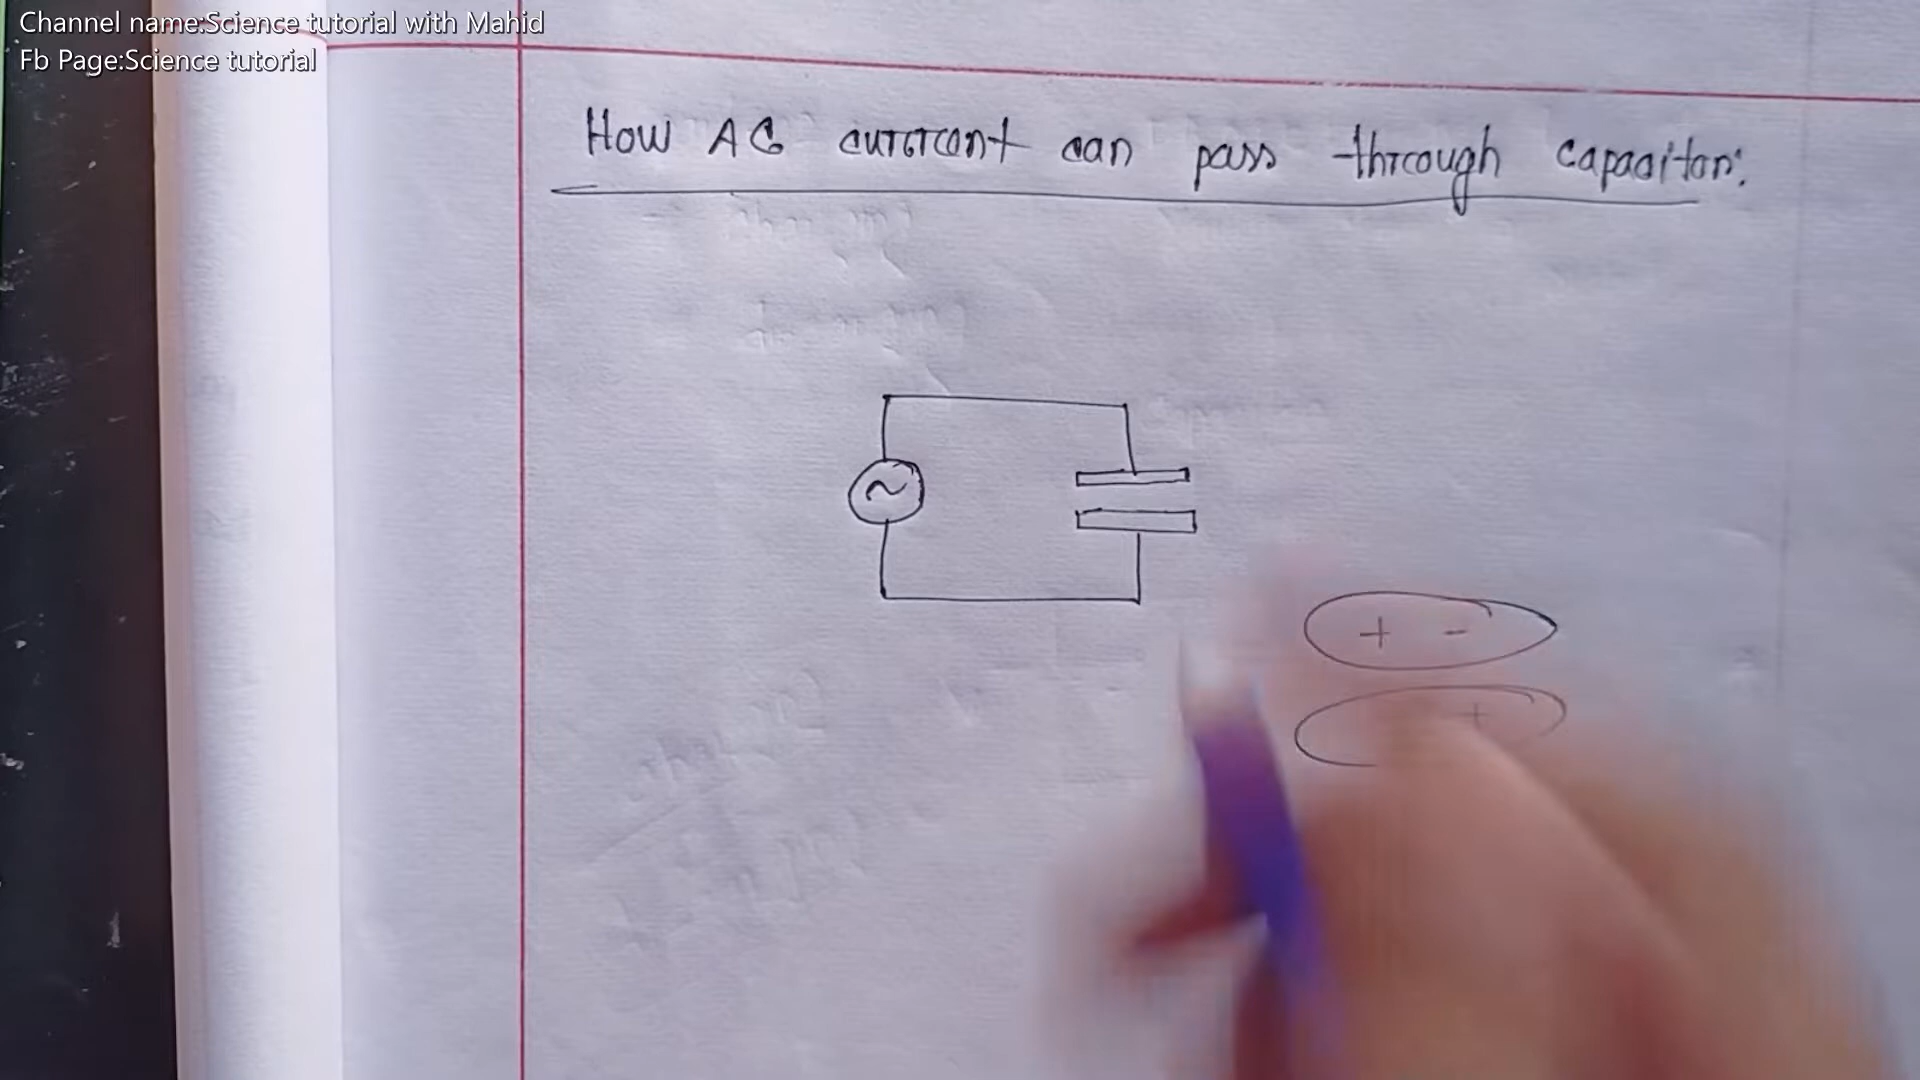 Channel name:Science tutorial with Mahid
Fb Page:Science tutorial
How AC current can pass through capacitor:
~
+ -
+